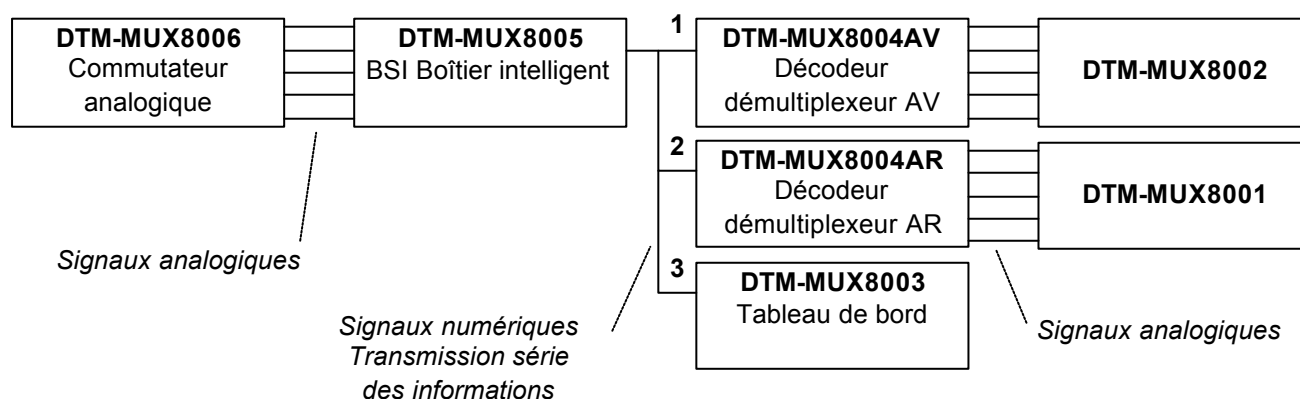 DTM-MUX8006
Commutateur
analogique
DTM-MUX8005
BSI Boîtier intelligent
1
DTM-MUX8004AV
Décodeur
démultiplexeur AV
DTM-MUX8002
2
DTM-MUX8004AR
Décodeur
démultiplexeur AR
DTM-MUX8001
Signaux analogiques
3
DTM-MUX8003
Tableau de bord
Signaux numériques
Transmission série
des informations
Signaux analogiques